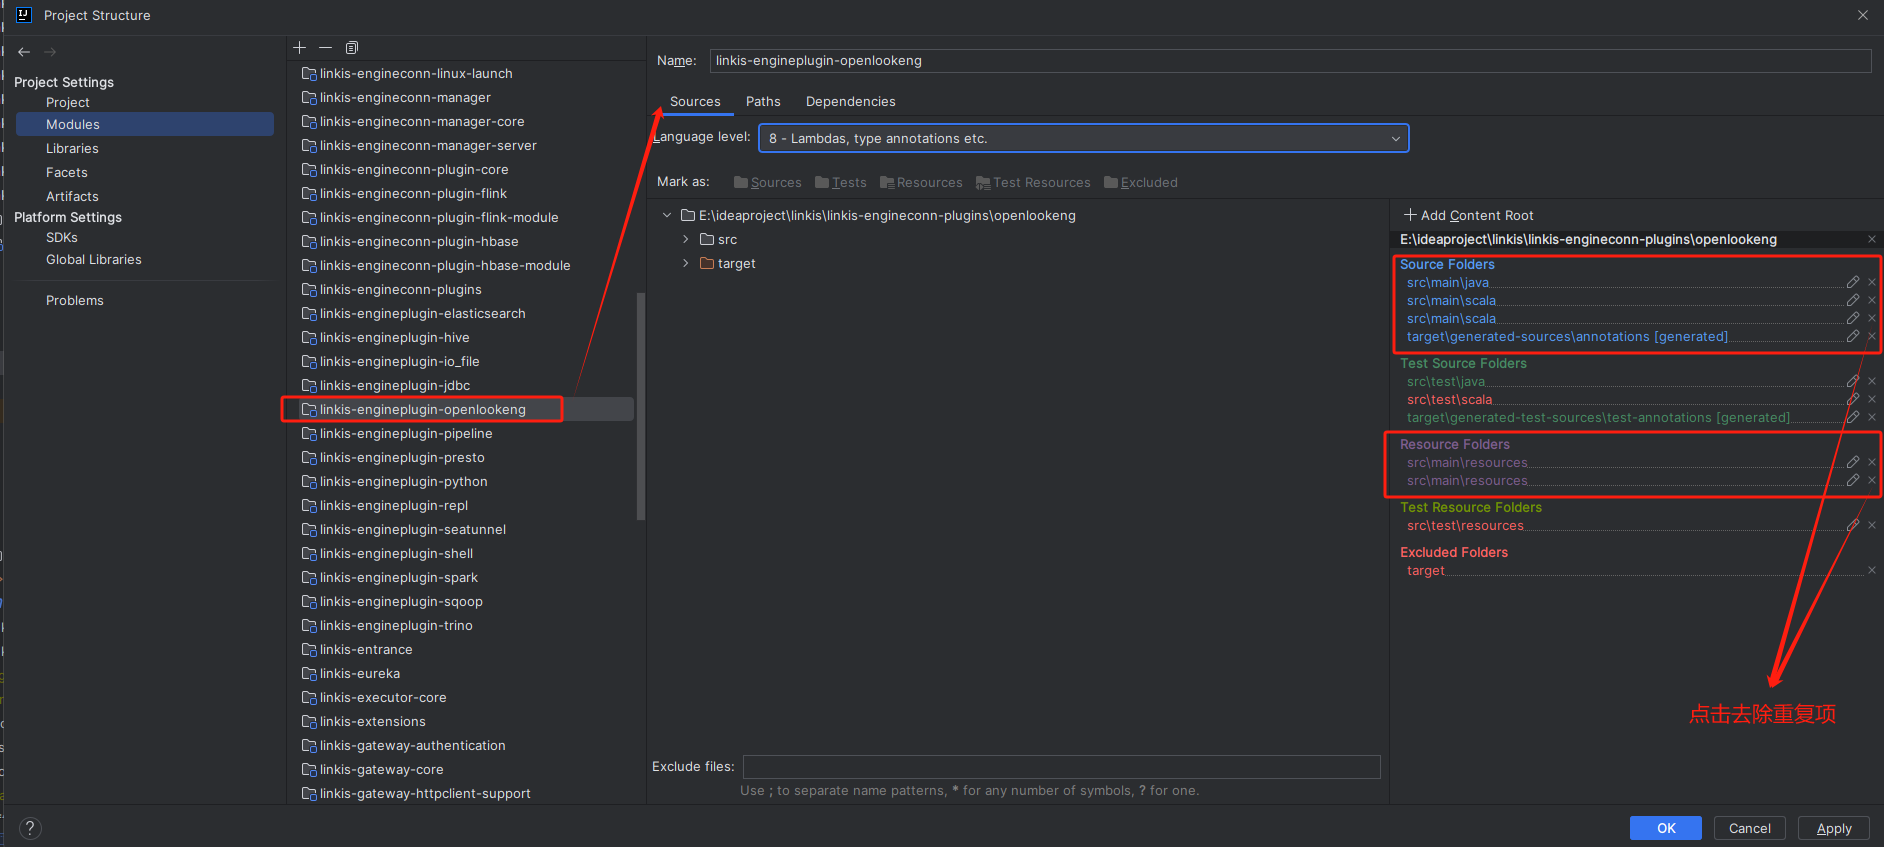 Project Structure
Project Settings
Project
Modules
Libraries
Facets
Artifacts
Platform Settings
SDKs
Global Libraries
Problems
linkis-engineconn-linux-launch
linkis-engineconn-manager
linkis-engineconn-manager-core
linkis-engineconn-manager-server
linkis-engineconn-plugin-core
linkis-engineconn-plugin-flink
linkis-engineconn-plugin-flink-module
linkis-engineconn-plugin-hbase
linkis-engineconn-plugin-hbase-module
linkis-engineconn-plugins
linkis-engineplugin-elasticsearch
linkis-engineplugin-hive
linkis-engineplugin-io_file
linkis-engineplugin-jdbc
linkis-engineplugin-openlookeng
linkis-engineplugin-pipeline
linkis-engineplugin-presto
linkis-engineplugin-python
linkis-engineplugin-repl
linkis-engineplugin-seatunnel
linkis-engineplugin-shell
linkis-engineplugin-spark
linkis-engineplugin-sqoop
linkis-engineplugin-trino
linkis-entrance
linkis-eureka
linkis-executor-core
linkis-extensions
linkis-gateway-authentication
linkis-gateway-core
linkis-gateway-httpclient-support
Name: linkis-engineplugin-openlookeng
Sources Paths Dependencies
Language level: 8 - Lambdas, type annotations etc.
Mark as: Sources Tests Resources Test Resources Excluded
E:\ideaproject\linkis\linkis-engineconn-plugins\openlookeng
src
target
Exclude files:
Use ; to separate name patterns, * for any number of symbols, ? for one.
Add Content Root
E:\ideaproject\linkis\linkis-engineconn-plugins\openlookeng
Source Folders
src\main\java
src\main\scala
src\main\scala
target\generated-sources\annotations [generated]
Test Source Folders
src\test\java
src\test\scala
target\generated-test-sources\test-annotations [generated]
Resource Folders
src\main\resources
src\main\resources
Test Resource Folders
src\test\resources
Excluded Folders
target
点击去除重复项
? OK Cancel Apply